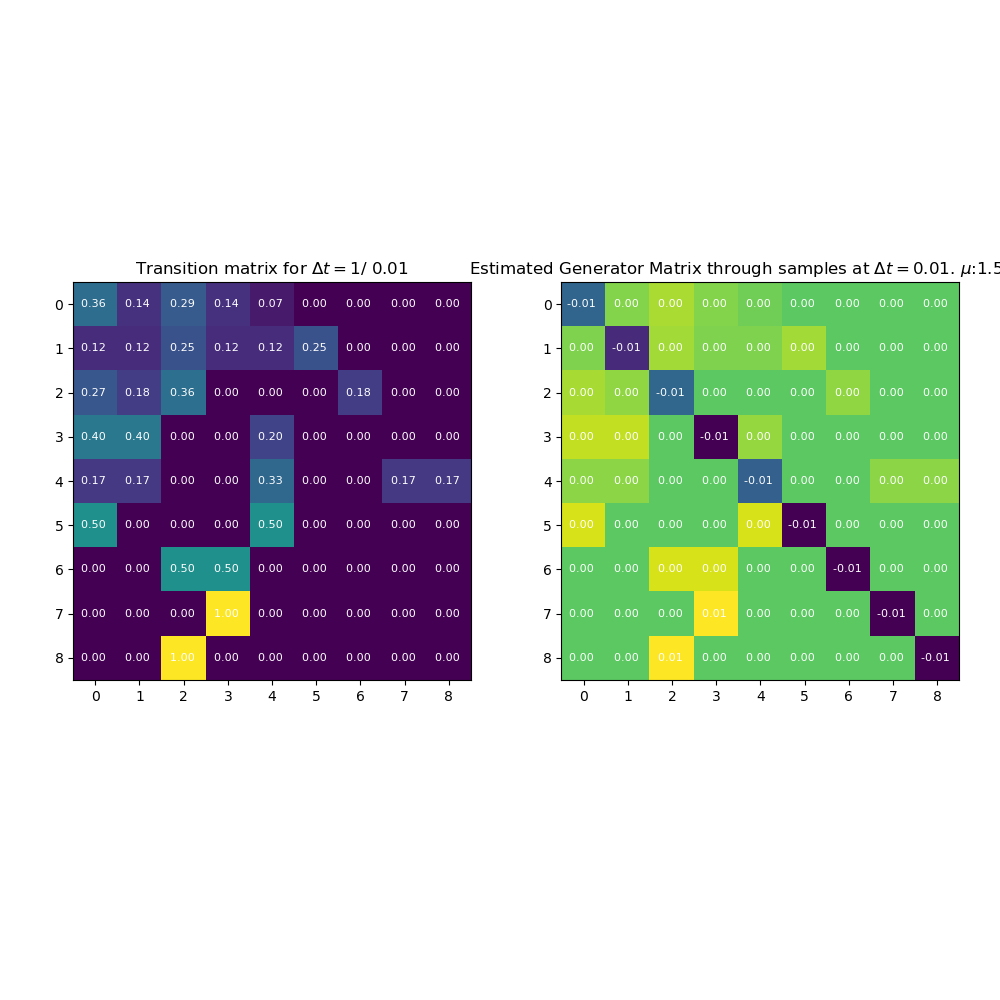 Transition matrix for Δt = 1/ 0.01
0 0.36 0.14 0.29 0.14 0.07 0.00 0.00 0.00 0.00
1 0.12 0.12 0.25 0.12 0.12 0.25 0.00 0.00 0.00
2 0.27 0.18 0.36 0.00 0.00 0.00 0.18 0.00 0.00
3 0.40 0.40 0.00 0.00 0.20 0.00 0.00 0.00 0.00
4 0.17 0.17 0.00 0.00 0.33 0.00 0.00 0.17 0.17
5 0.50 0.00 0.00 0.00 0.50 0.00 0.00 0.00 0.00
6 0.00 0.00 0.50 0.50 0.00 0.00 0.00 0.00 0.00
7 0.00 0.00 0.00 1.00 0.00 0.00 0.00 0.00 0.00
8 0.00 0.00 1.00 0.00 0.00 0.00 0.00 0.00 0.00
0 1 2 3 4 5 6 7 8
Estimated Generator Matrix through samples at Δt = 0.01. μ:1.5
0 -0.01 0.00 0.00 0.00 0.00 0.00 0.00 0.00 0.00
1 0.00 -0.01 0.00 0.00 0.00 0.00 0.00 0.00 0.00
2 0.00 0.00 -0.01 0.00 0.00 0.00 0.00 0.00 0.00
3 0.00 0.00 0.00 -0.01 0.00 0.00 0.00 0.00 0.00
4 0.00 0.00 0.00 0.00 -0.01 0.00 0.00 0.00 0.00
5 0.00 0.00 0.00 0.00 0.00 -0.01 0.00 0.00 0.00
6 0.00 0.00 0.00 0.00 0.00 0.00 -0.01 0.00 0.00
7 0.00 0.00 0.00 0.01 0.00 0.00 0.00 -0.01 0.00
8 0.00 0.00 0.01 0.00 0.00 0.00 0.00 0.00 -0.01
0 1 2 3 4 5 6 7 8